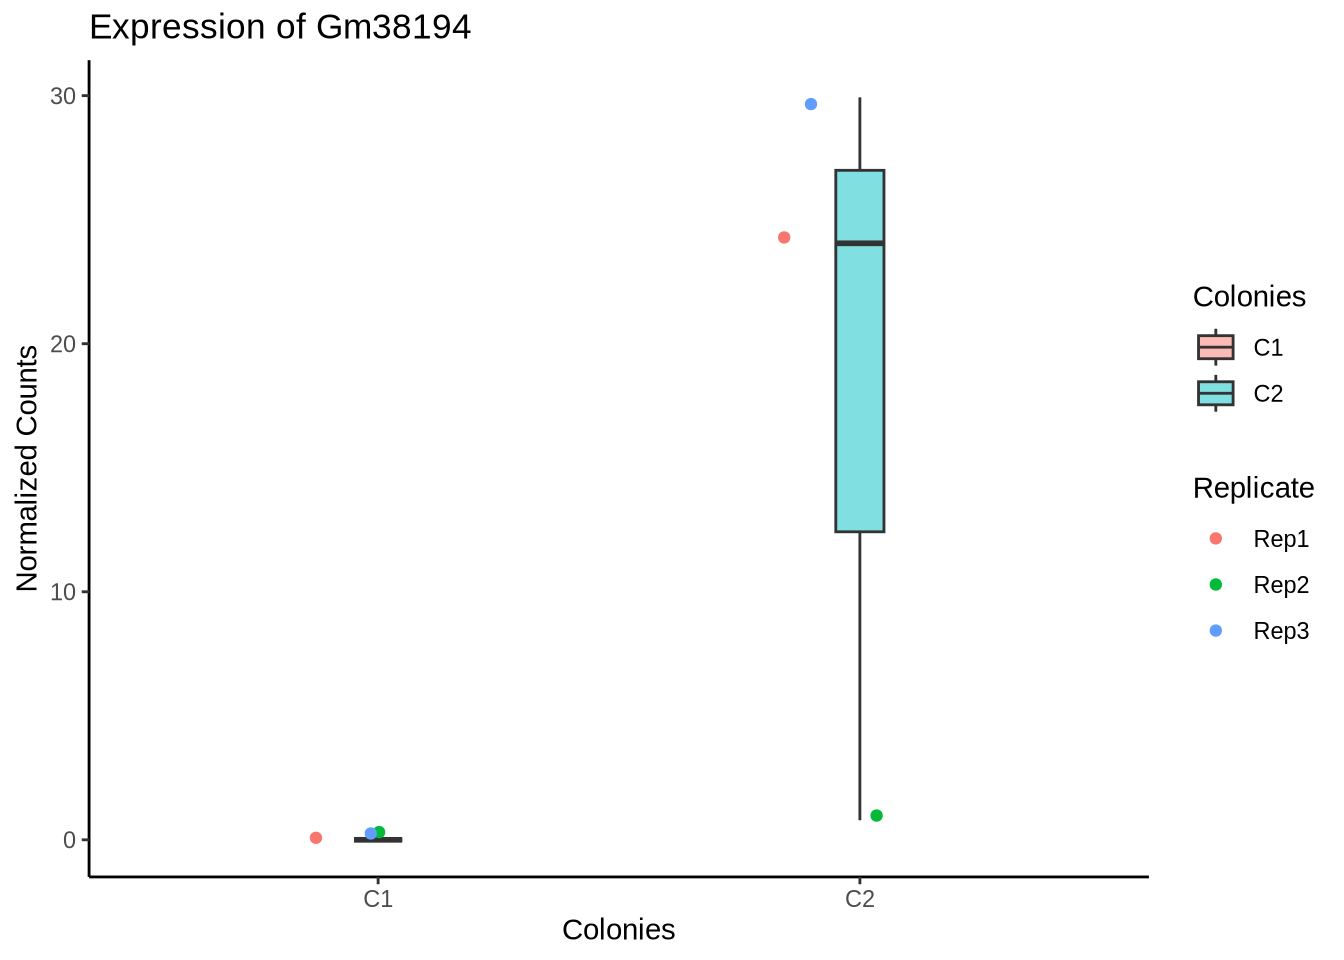 Expression of Gm38194
Normalized Counts
30
20
10
0
C1
C2
Colonies
Colonies
C1
C2
Replicate
Rep1
Rep2
Rep3